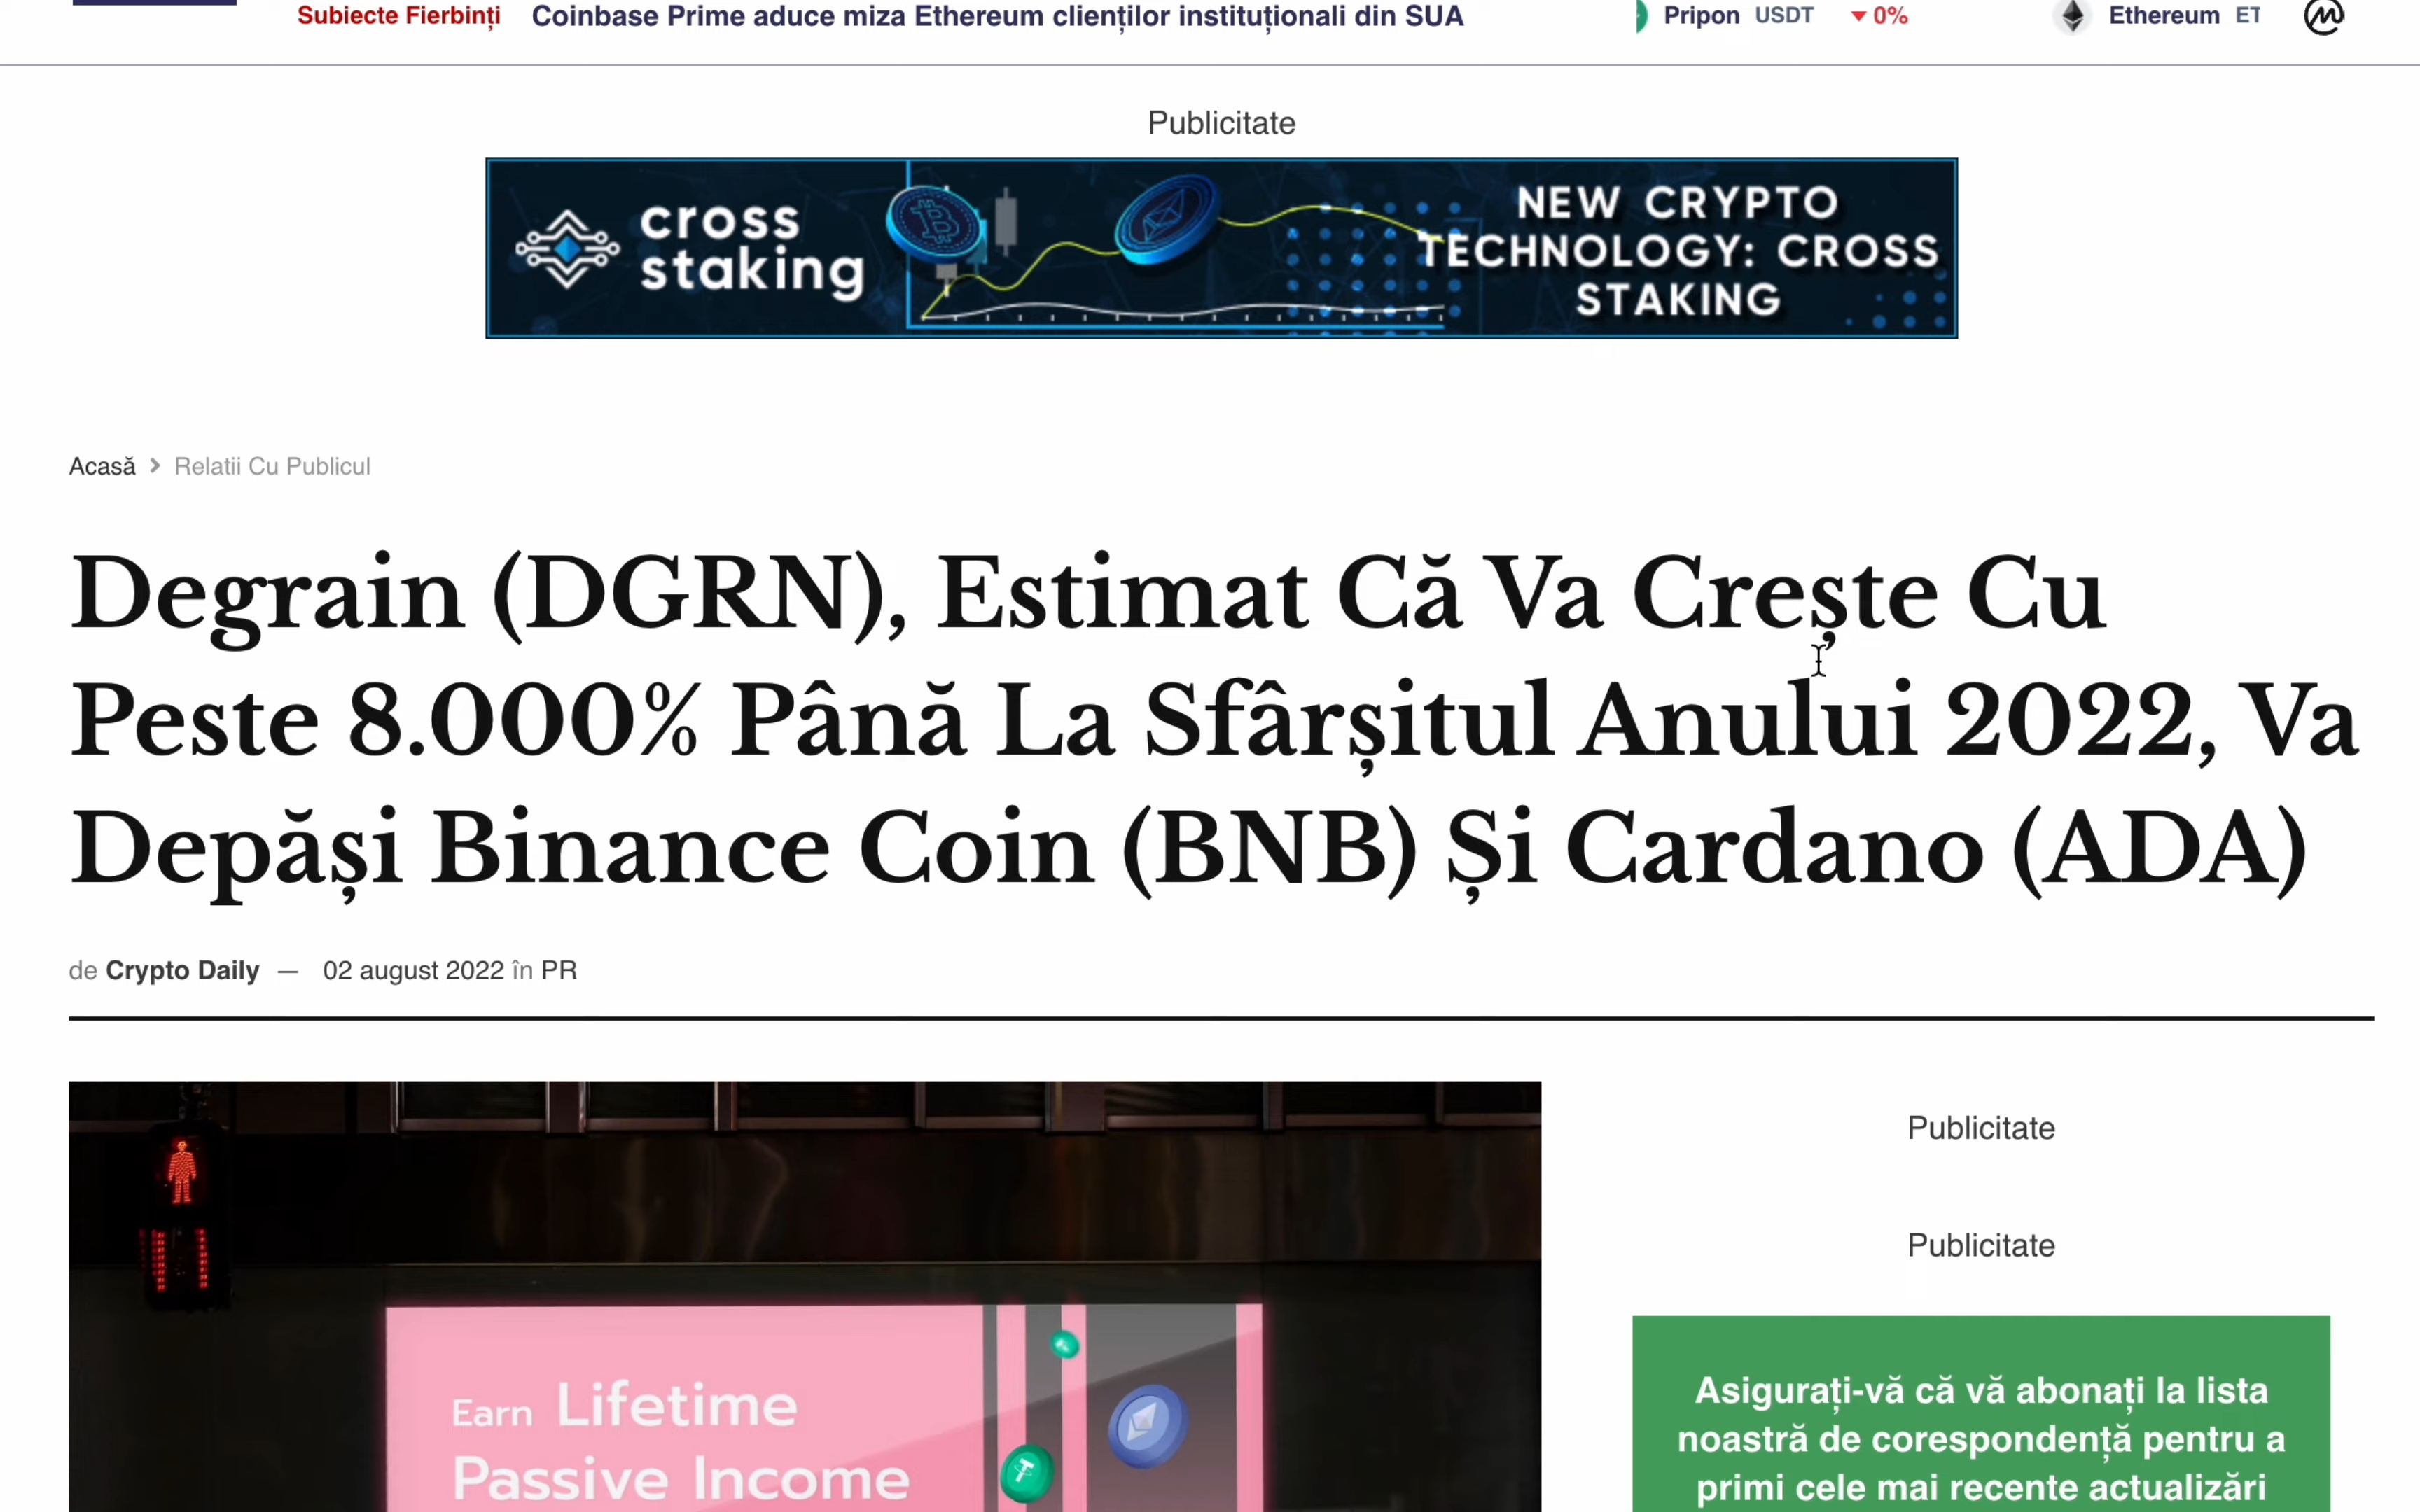 Subiecte Fierbinți Coinbase Prime aduce miza Ethereum clienților instituționali din SUA Pripon USDT 0% Ethereum ET
Publicitate
cross
staking
NEW CRYPTO
TECHNOLOGY: CROSS
STAKING
Acasă > Relatii Cu Publicul
Degrain (DGRN), Estimat Că Va Crește Cu
Peste 8.000% Până La Sfârșitul Anului 2022, Va
Depăși Binance Coin (BNB) Și Cardano (ADA)
de Crypto Daily — 02 august 2022 în PR
Earn Lifetime
Passive Income
Publicitate
Publicitate
Asigurați-vă că vă abonați la lista
noastră de corespondență pentru a
primi cele mai recente actualizări